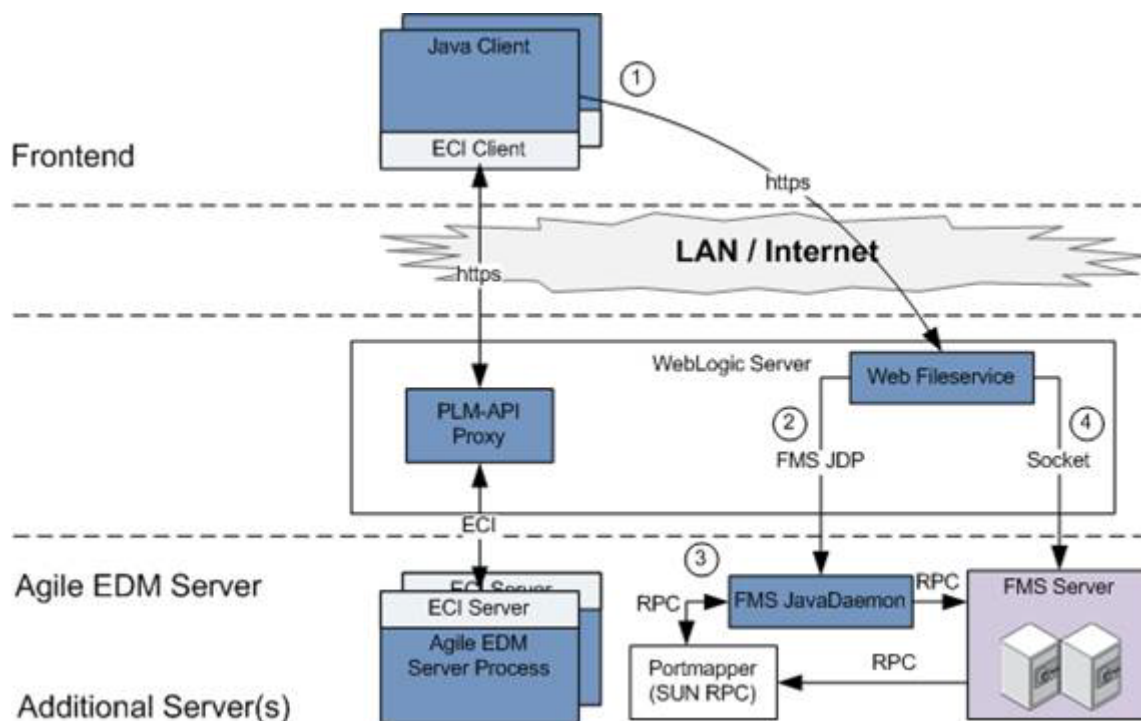 Java Client
1
ECI Client
Frontend
https
LAN / Internet
https
WebLogic Server
Web Fileservice
PLM-API
Proxy
2
4
FMS JDP
Socket
ECI
Agile EDM Server
3
ECI Server
ECI Server
RPC
FMS JavaDaemon
RPC
FMS Server
Agile EDM
Server Process
Portmapper
(SUN RPC)
RPC
Additional Server(s)